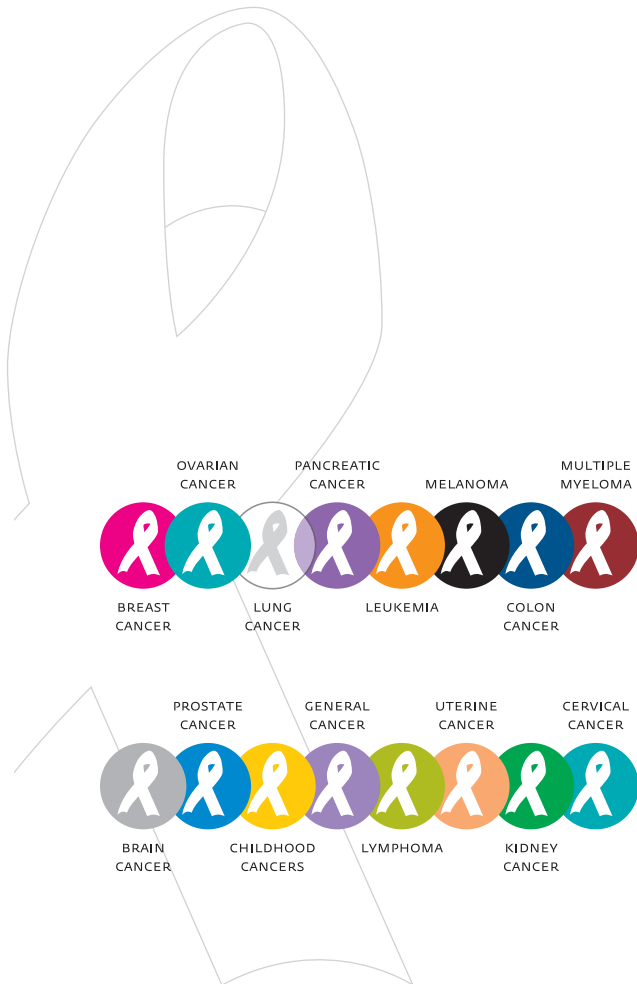 OVARIAN
CANCER
PANCREATIC
CANCER
MELANOMA
MULTIPLE
MYELOMA
BREAST
CANCER
LUNG
CANCER
LEUKEMIA
COLON
CANCER
PROSTATE
CANCER
GENERAL
CANCER
UTERINE
CANCER
CERVICAL
CANCER
BRAIN
CANCER
CHILDHOOD
CANCERS
LYMPHOMA
KIDNEY
CANCER